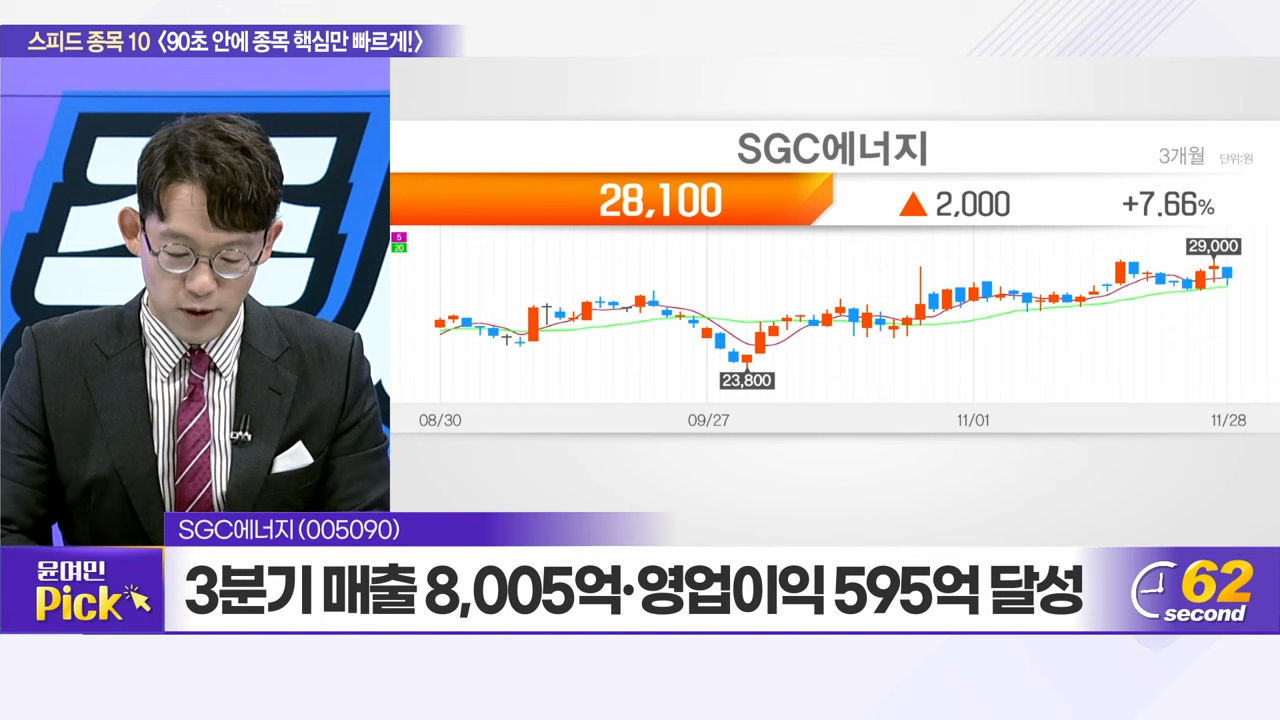 스피드 종목 10 〈90초 안에 종목 핵심만 빠르게!〉
SGC에너지
3개월 단위:원
28,100 ▲ 2,000 +7.66%
5
20
29,000
23,800
08/30 09/27 11/01 11/28
SGC에너지(005090)
윤여민
Pick
3분기 매출 8,005억·영업이익 595억 달성
62
second